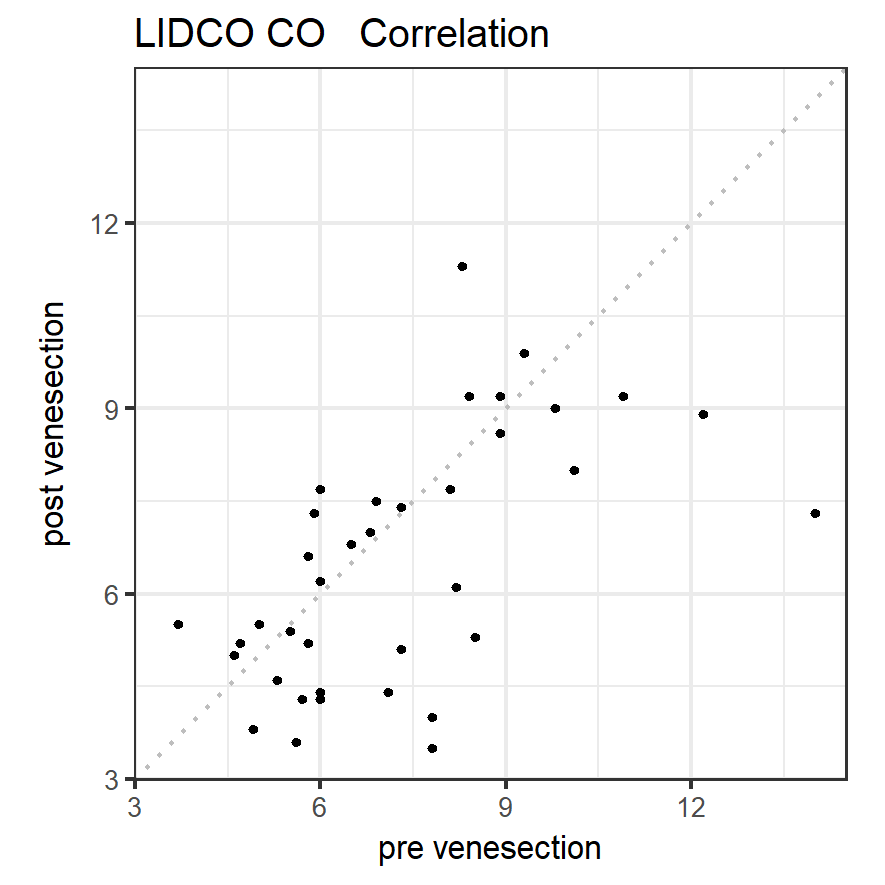 LIDCO CO   Correlation
12
9
6
3
3 6 9 12
post venesection
pre venesection